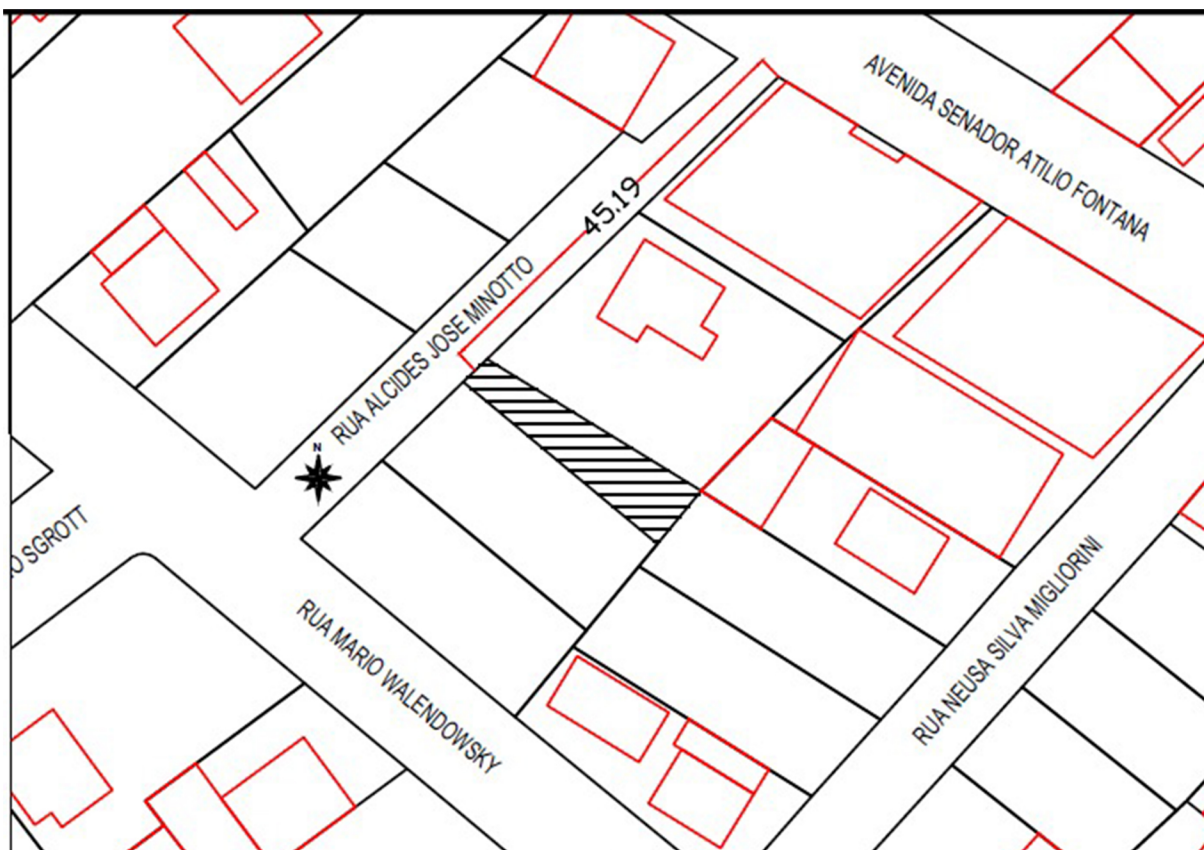 AVENIDA SENADOR ATILIO FONTANA
45.19
RUA ALCIDES JOSE MINOTTO
N
SGROTT
RUA MARIO WALENDOWSKY
RUA NEUSA SILVA MIGLIORINI